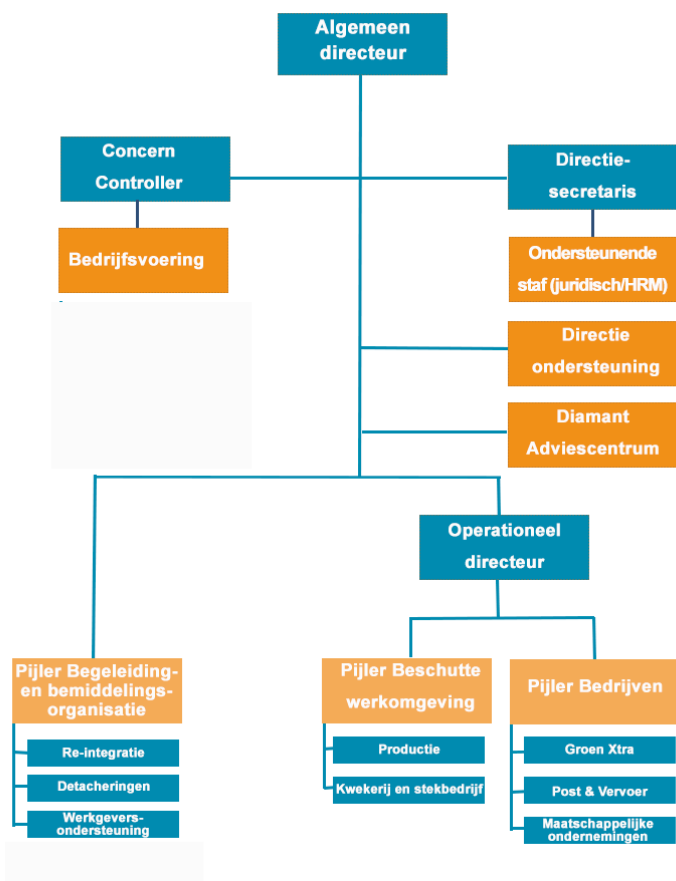 Algemeen
directeur
Concern
Controller
Directie-
secretaris
Bedrijfsvoering
Ondersteunende
staf (juridisch/HRM)
Directie
ondersteuning
Diamant
Adviescentrum
Operationeel
directeur
Pijler Begeleiding-
en bemiddelings-
organisatie
Re-integratie
Detacheringen
Werkgevers-
ondersteuning
Pijler Beschutte
werkomgeving
Productie
Kwekerij en stekbedrijf
Pijler Bedrijven
Groen Xtra
Post & Vervoer
Maatschappelijke
ondernemingen